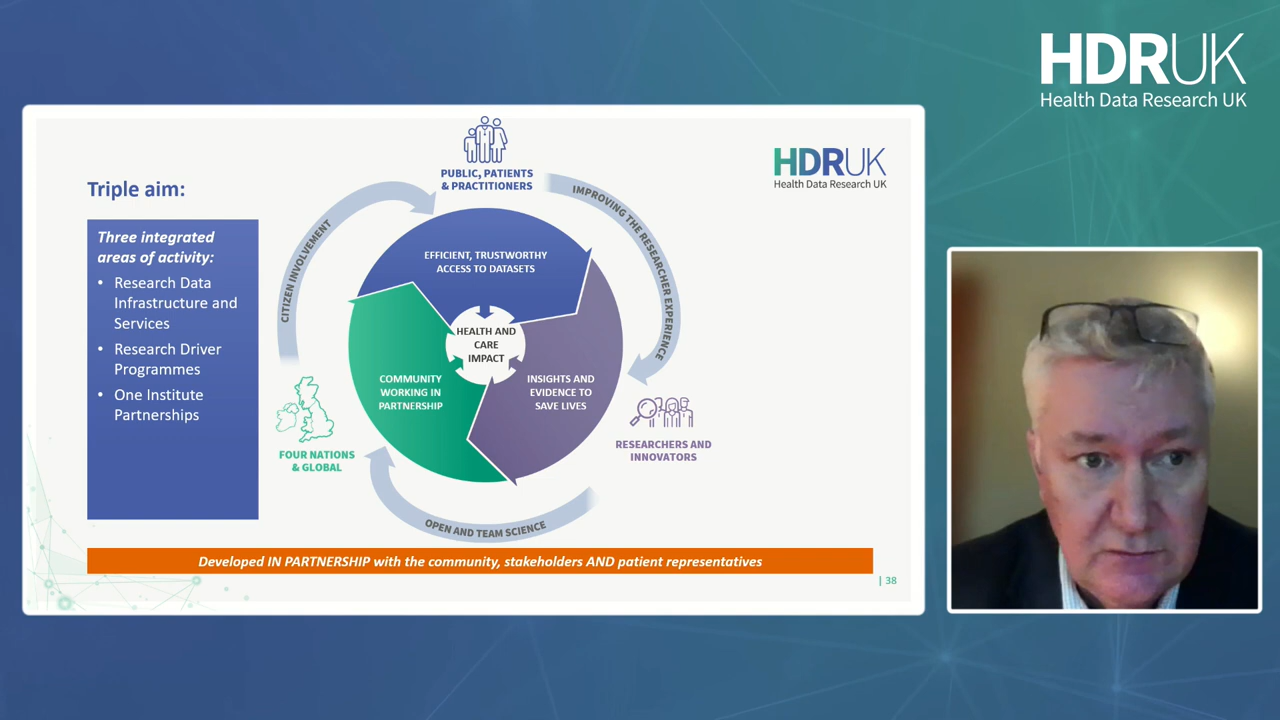 HDRUK
Health Data Research UK
Triple aim:
Three integrated
areas of activity:
• Research Data
Infrastructure and
Services
• Research Driver
Programmes
• One Institute
Partnerships
PUBLIC, PATIENTS
& PRACTITIONERS
HDRUK
Health Data Research UK
CITIZEN INVOLVEMENT
IMPROVING THE RESEARCHER EXPERIENCE
EFFICIENT, TRUSTWORTHY
ACCESS TO DATASETS
HEALTH AND
CARE
IMPACT
COMMUNITY
WORKING IN
PARTNERSHIP
INSIGHTS AND
EVIDENCE TO
SAVE LIVES
FOUR NATIONS
& GLOBAL
RESEARCHERS AND
INNOVATORS
OPEN AND TEAM SCIENCE
Developed IN PARTNERSHIP with the community, stakeholders AND patient representatives
| 38